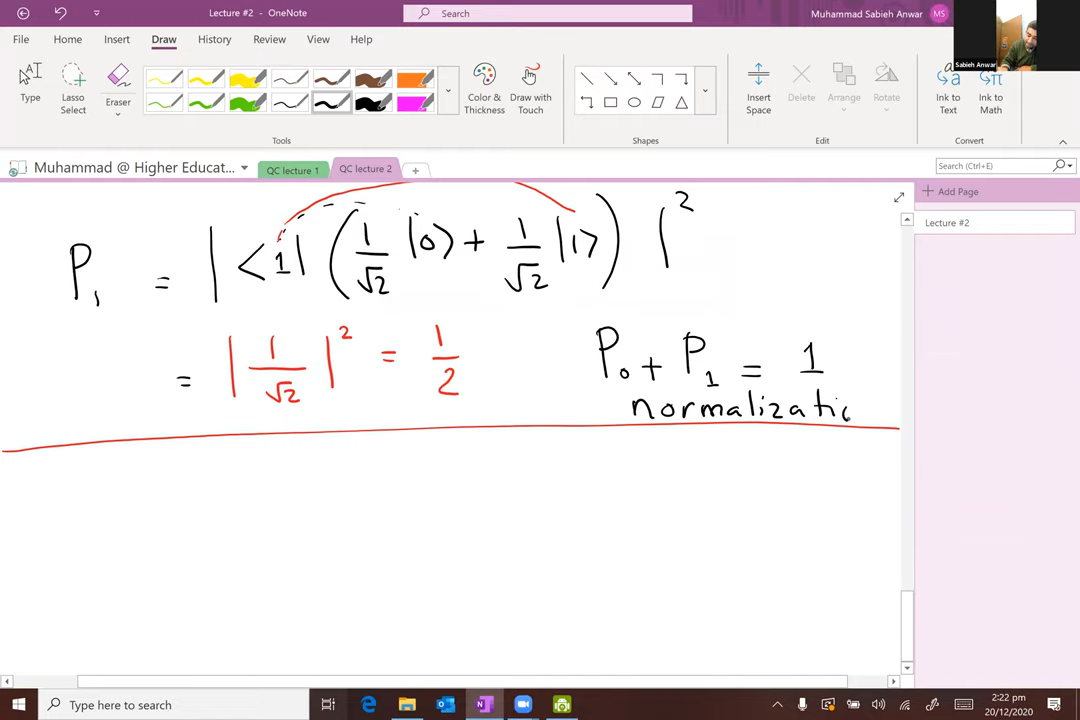 Lecture #2 - OneNote
Search
Muhammad Sabieh Anwar
MS
File Home Insert Draw History Review View Help
Sabieh Anwar
Type
Lasso Select
Eraser
Color & Thickness
Draw with Touch
Insert Space
Delete
Arrange
Rotate
Ink to Text
Ink to Math
Tools
Shapes
Edit
Convert
Muhammad @ Higher Educat...
QC lecture 1
QC lecture 2
Search (Ctrl+E)
Add Page
Lecture #2
P₁ = |<1| (1/√2 |0> + 1/√2 |1>) |²
= |1/√2|² = 1/2
P₀ + P₁ = 1
normalizatic
Type here to search
2:22 pm
20/12/2020